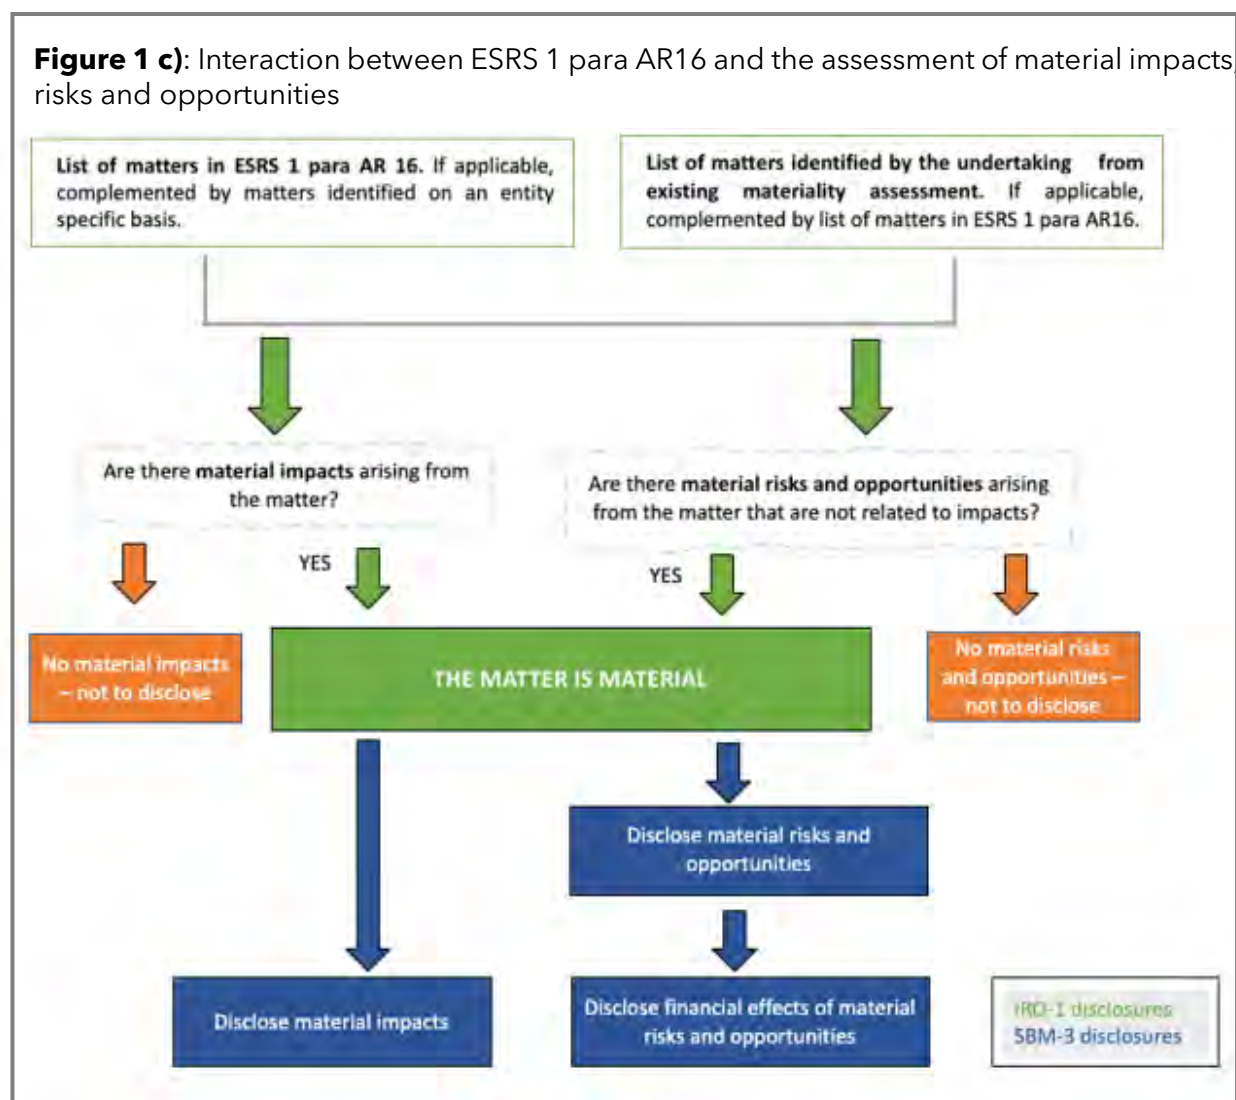 Figure 1 c): Interaction between ESRS 1 para AR16 and the assessment of material impacts,
risks and opportunities
List of matters in ESRS 1 para AR 16. If applicable,
complemented by matters identified on an entity
specific basis.
List of matters identified by the undertaking from
existing materiality assessment. If applicable,
complemented by list of matters in ESRS 1 para AR16.
Are there material impacts arising from
the matter?
Are there material risks and opportunities arising
from the matter that are not related to impacts?
YES
YES
No material impacts
– not to disclose
THE MATTER IS MATERIAL
No material risks
and opportunities –
not to disclose
Disclose material risks and
opportunities
Disclose material impacts
Disclose financial effects of material
risks and opportunities
IRO-1 disclosures
SBM-3 disclosures